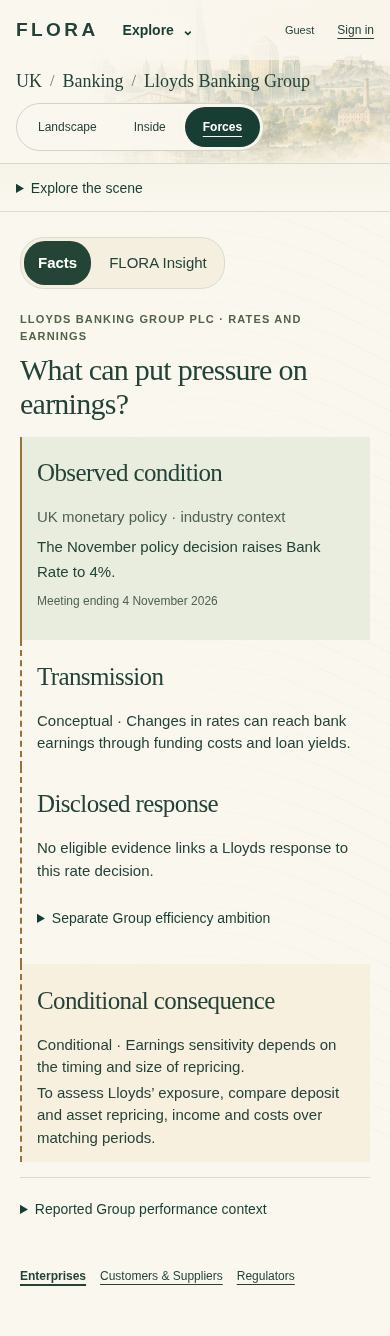 FLORA Explore ⌄ Guest Sign in
UK / Banking / Lloyds Banking Group
Landscape Inside Forces
▶ Explore the scene
Facts FLORA Insight
LLOYDS BANKING GROUP PLC · RATES AND
EARNINGS
What can put pressure on
earnings?
Observed condition
UK monetary policy · industry context
The November policy decision raises Bank
Rate to 4%.
Meeting ending 4 November 2026
Transmission
Conceptual · Changes in rates can reach bank
earnings through funding costs and loan yields.
Disclosed response
No eligible evidence links a Lloyds response to
this rate decision.
▶ Separate Group efficiency ambition
Conditional consequence
Conditional · Earnings sensitivity depends on
the timing and size of repricing.
To assess Lloyds’ exposure, compare deposit
and asset repricing, income and costs over
matching periods.
▶ Reported Group performance context
Enterprises Customers & Suppliers Regulators